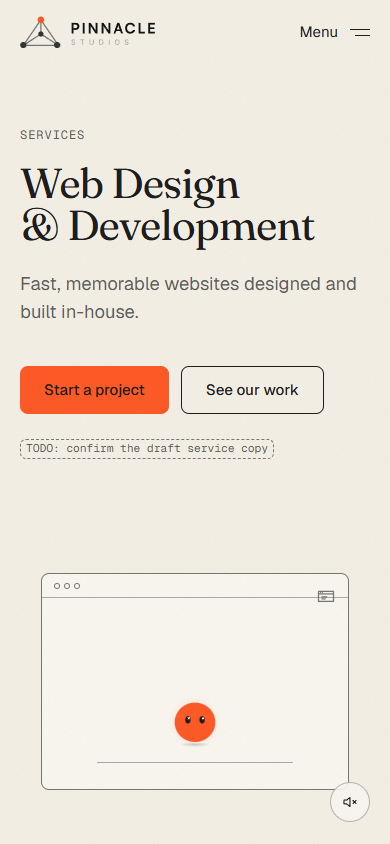 PINNACLE
STUDIOS
Menu
SERVICES
Web Design
& Development
Fast, memorable websites designed and
built in-house.
Start a project
See our work
TODO: confirm the draft service copy